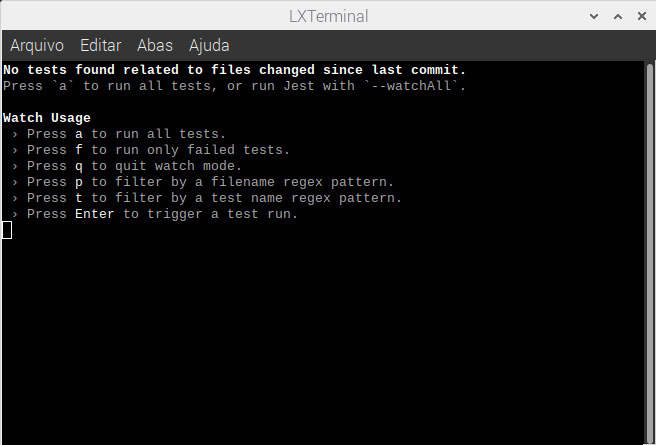 LXTerminal
Arquivo Editar Abas Ajuda
No tests found related to files changed since last commit.
Press `a` to run all tests, or run Jest with `--watchAll`.
Watch Usage
› Press a to run all tests.
› Press f to run only failed tests.
› Press q to quit watch mode.
› Press p to filter by a filename regex pattern.
› Press t to filter by a test name regex pattern.
› Press Enter to trigger a test run.